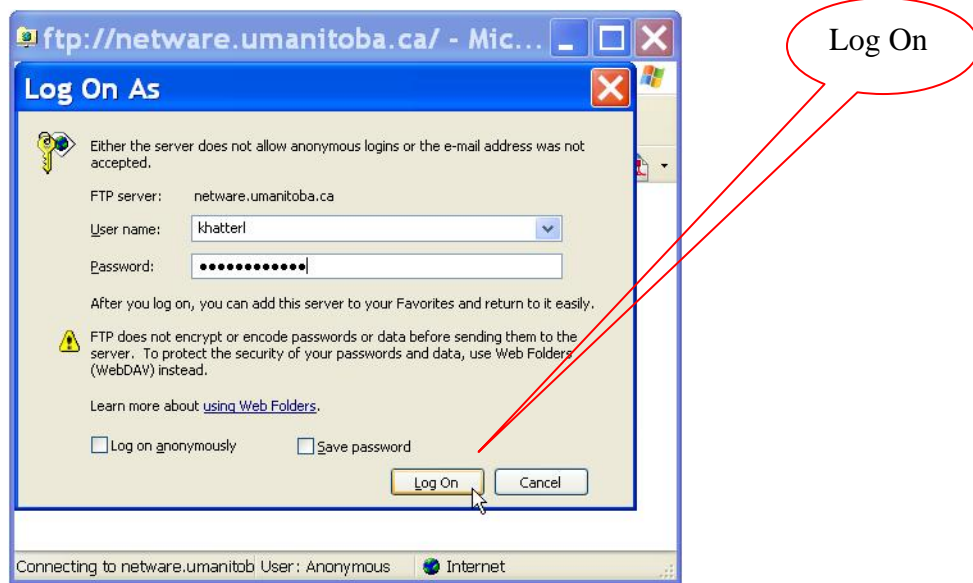 ftp://netware.umanitoba.ca/ - Mic...
Log On
Log On As
Either the server does not allow anonymous logins or the e-mail address was not
accepted.
FTP server: netware.umanitoba.ca
User name: khatterl
Password: ●●●●●●●●●●●●
After you log on, you can add this server to your Favorites and return to it easily.
FTP does not encrypt or encode passwords or data before sending them to the
server. To protect the security of your passwords and data, use Web Folders
(WebDAV) instead.
Learn more about using Web Folders.
Log on anonymously Save password
Log On Cancel
Connecting to netware.umanitob User: Anonymous Internet